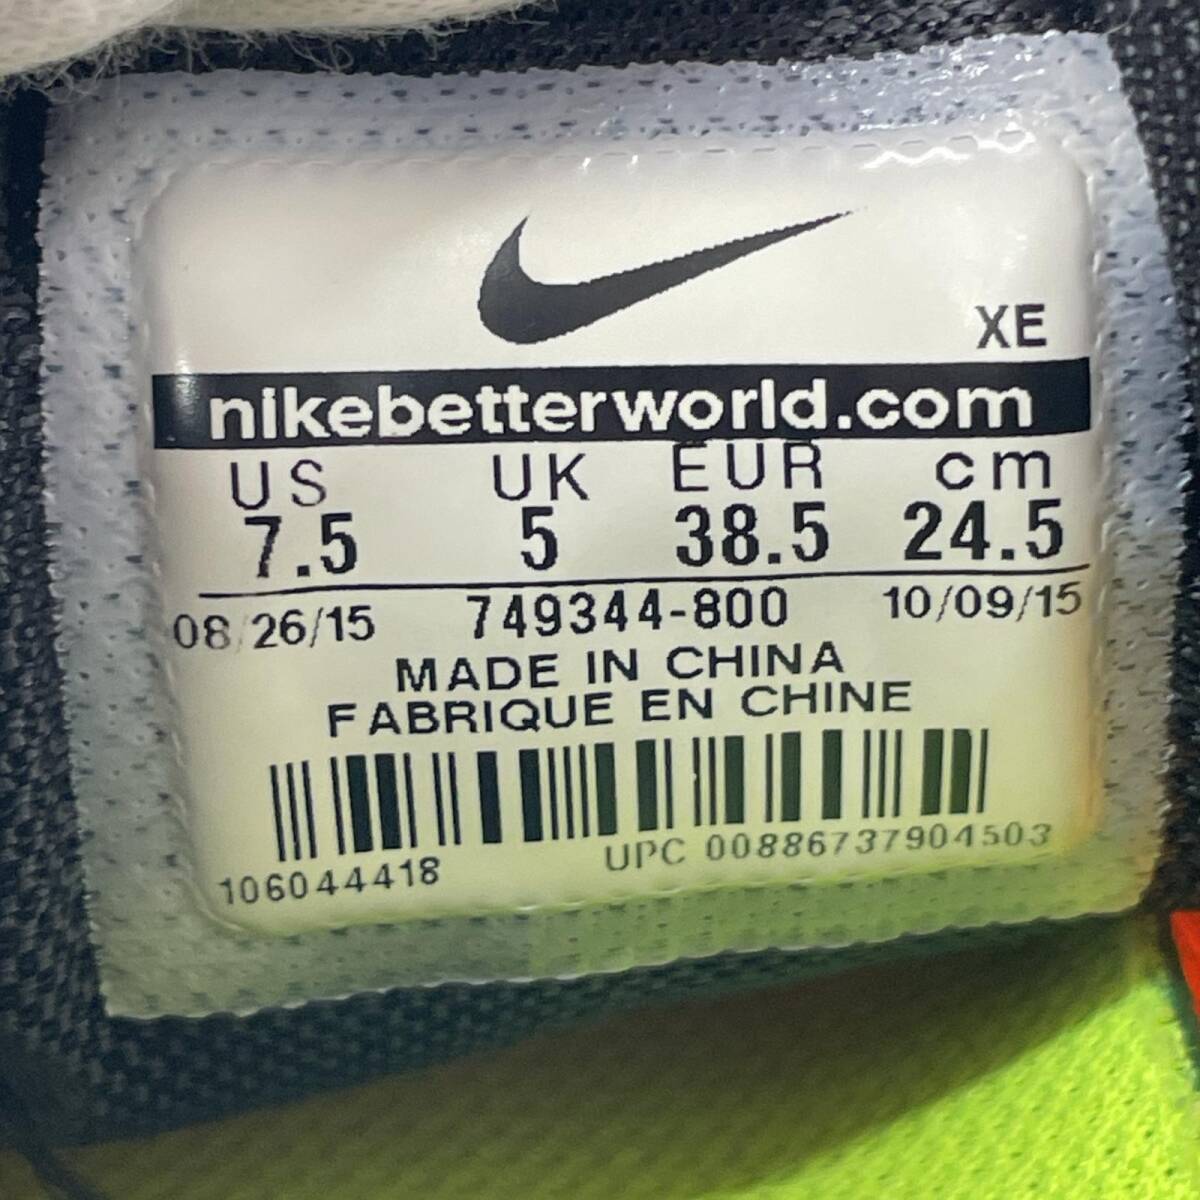 XE
nikebetterworld.com
US UK EUR cm
7.5 5 38.5 24.5
08/26/15 749344-800 10/09/15
MADE IN CHINA
FABRIQUE EN CHINE
106044418 UPC 00886737904503